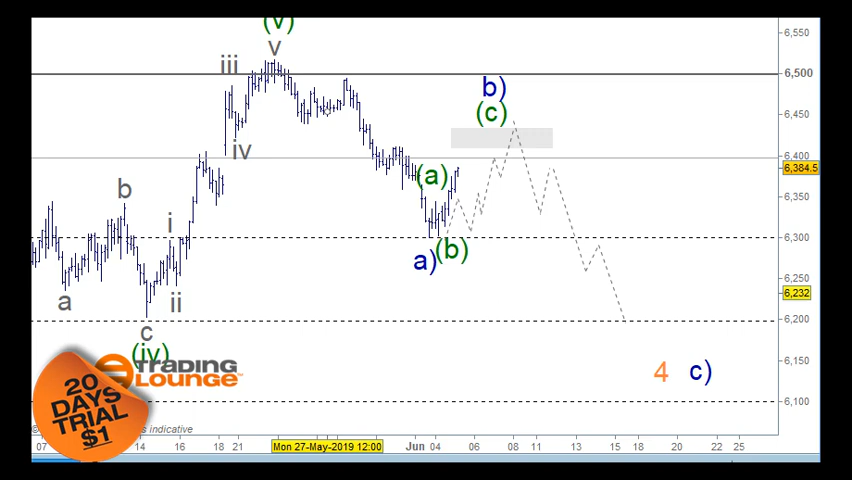 (v)
6,550
v
iii
6,500
b)
(c)
6,450
iv
6,400
(a)
6,384.5
b
6,350
i
6,300
a)
(b)
6,250
a
ii
6,232
6,200
c
(iv)
TRADING
LOUNGE™
4 c)
6,150
20
DAYS
TRIAL
$1
6,100
indicative
07 14 16 18 21 Mon 27-May-2019 12:00 Jun 04 06 08 11 13 15 18 20 22 25